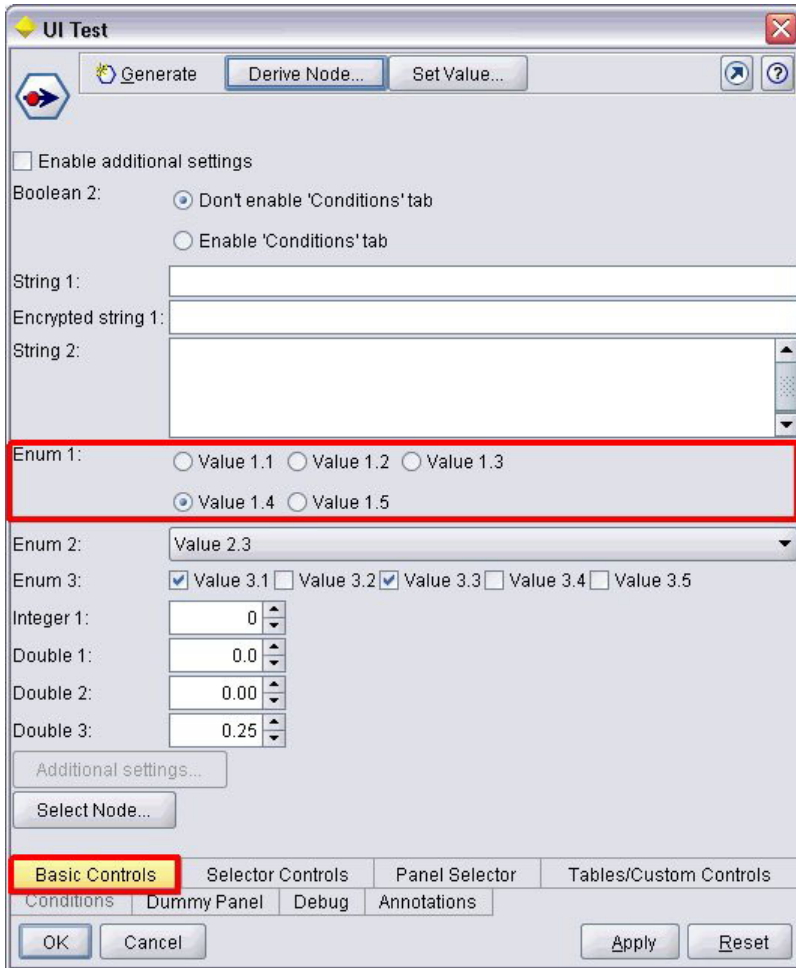 UI Test
Generate Derive Node... Set Value...
Enable additional settings
Boolean 2: Don't enable 'Conditions' tab
Enable 'Conditions' tab
String 1:
Encrypted string 1:
String 2:
Enum 1: Value 1.1 Value 1.2 Value 1.3
Value 1.4 Value 1.5
Enum 2: Value 2.3
Enum 3: Value 3.1 Value 3.2 Value 3.3 Value 3.4 Value 3.5
Integer 1: 0
Double 1: 0.0
Double 2: 0.00
Double 3: 0.25
Additional settings...
Select Node...
Basic Controls Selector Controls Panel Selector Tables/Custom Controls
Conditions Dummy Panel Debug Annotations
OK Cancel Apply Reset